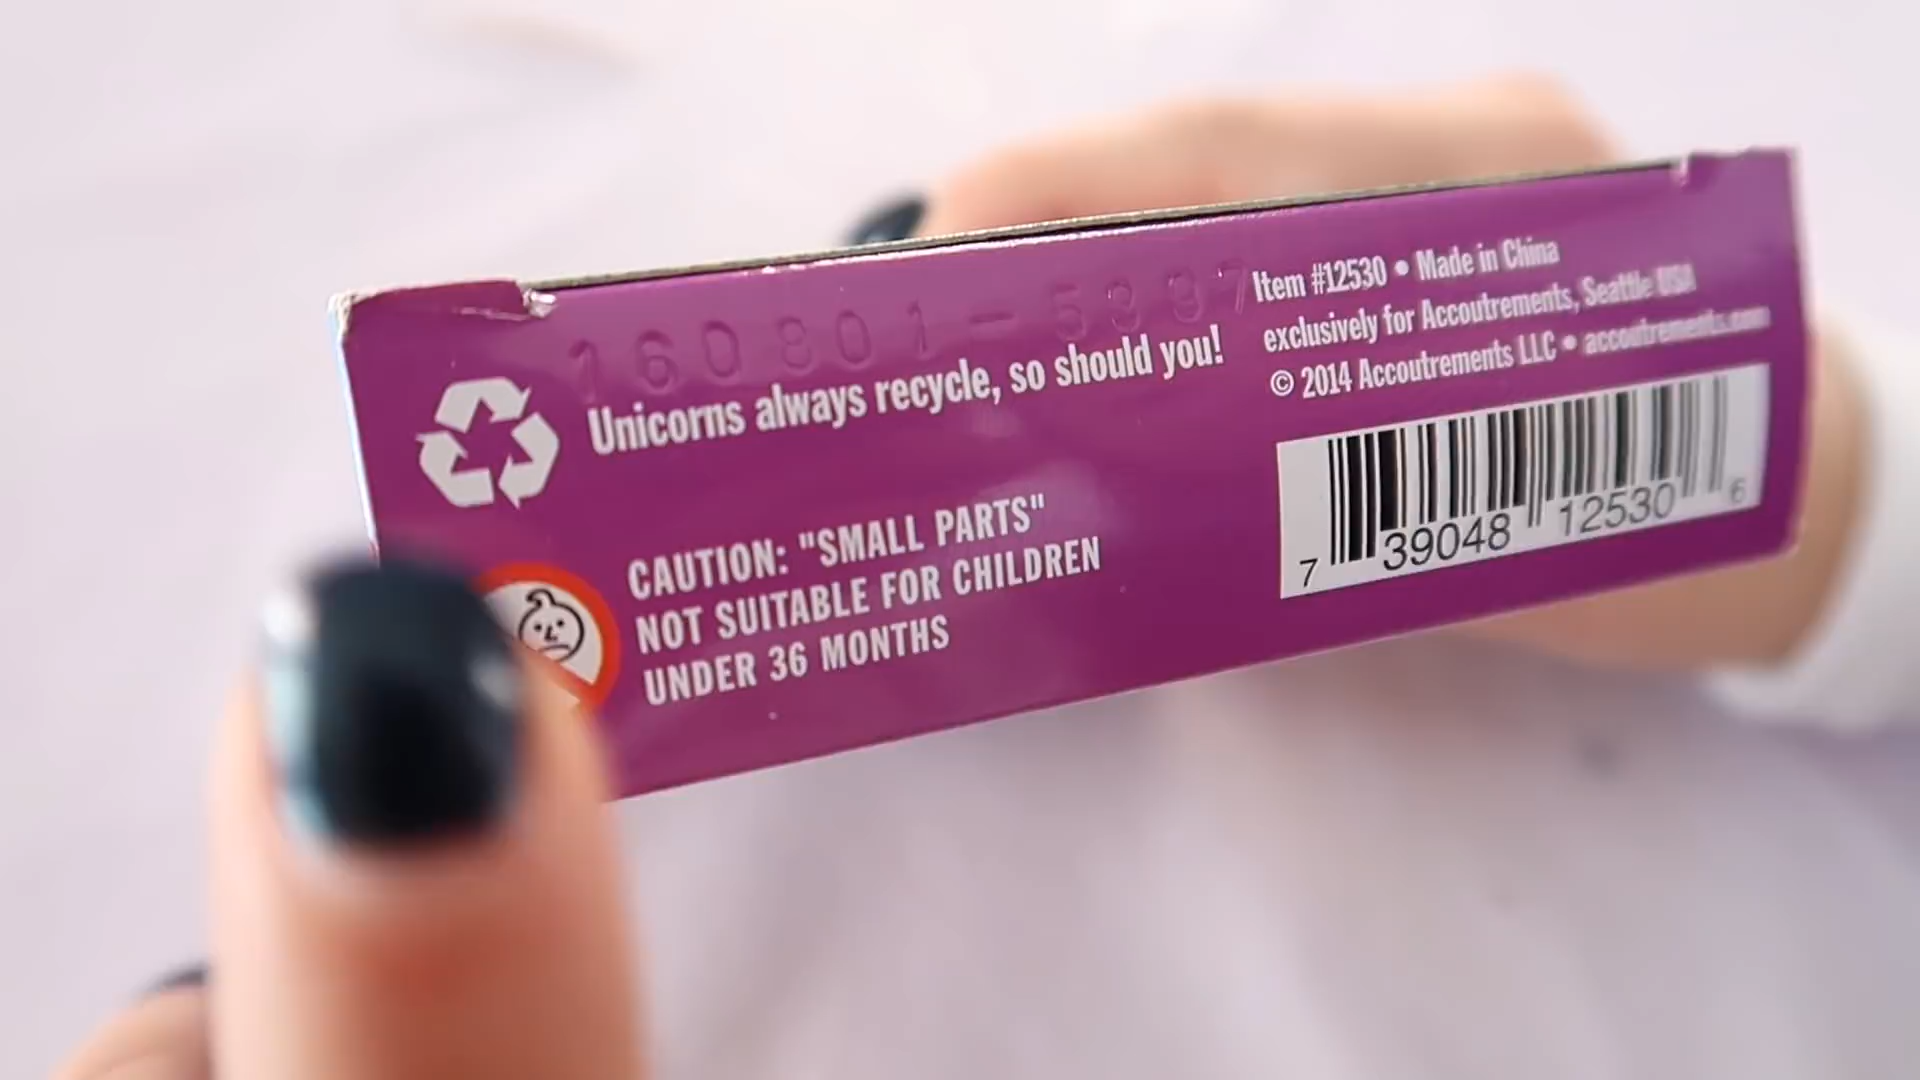 160801-5397
Unicorns always recycle, so should you!
CAUTION: "SMALL PARTS"
NOT SUITABLE FOR CHILDREN
UNDER 36 MONTHS
Item #12530 • Made in China
exclusively for Accoutrements, Seattle USA
© 2014 Accoutrements LLC • accoutrements.com
7 39048 12530 6